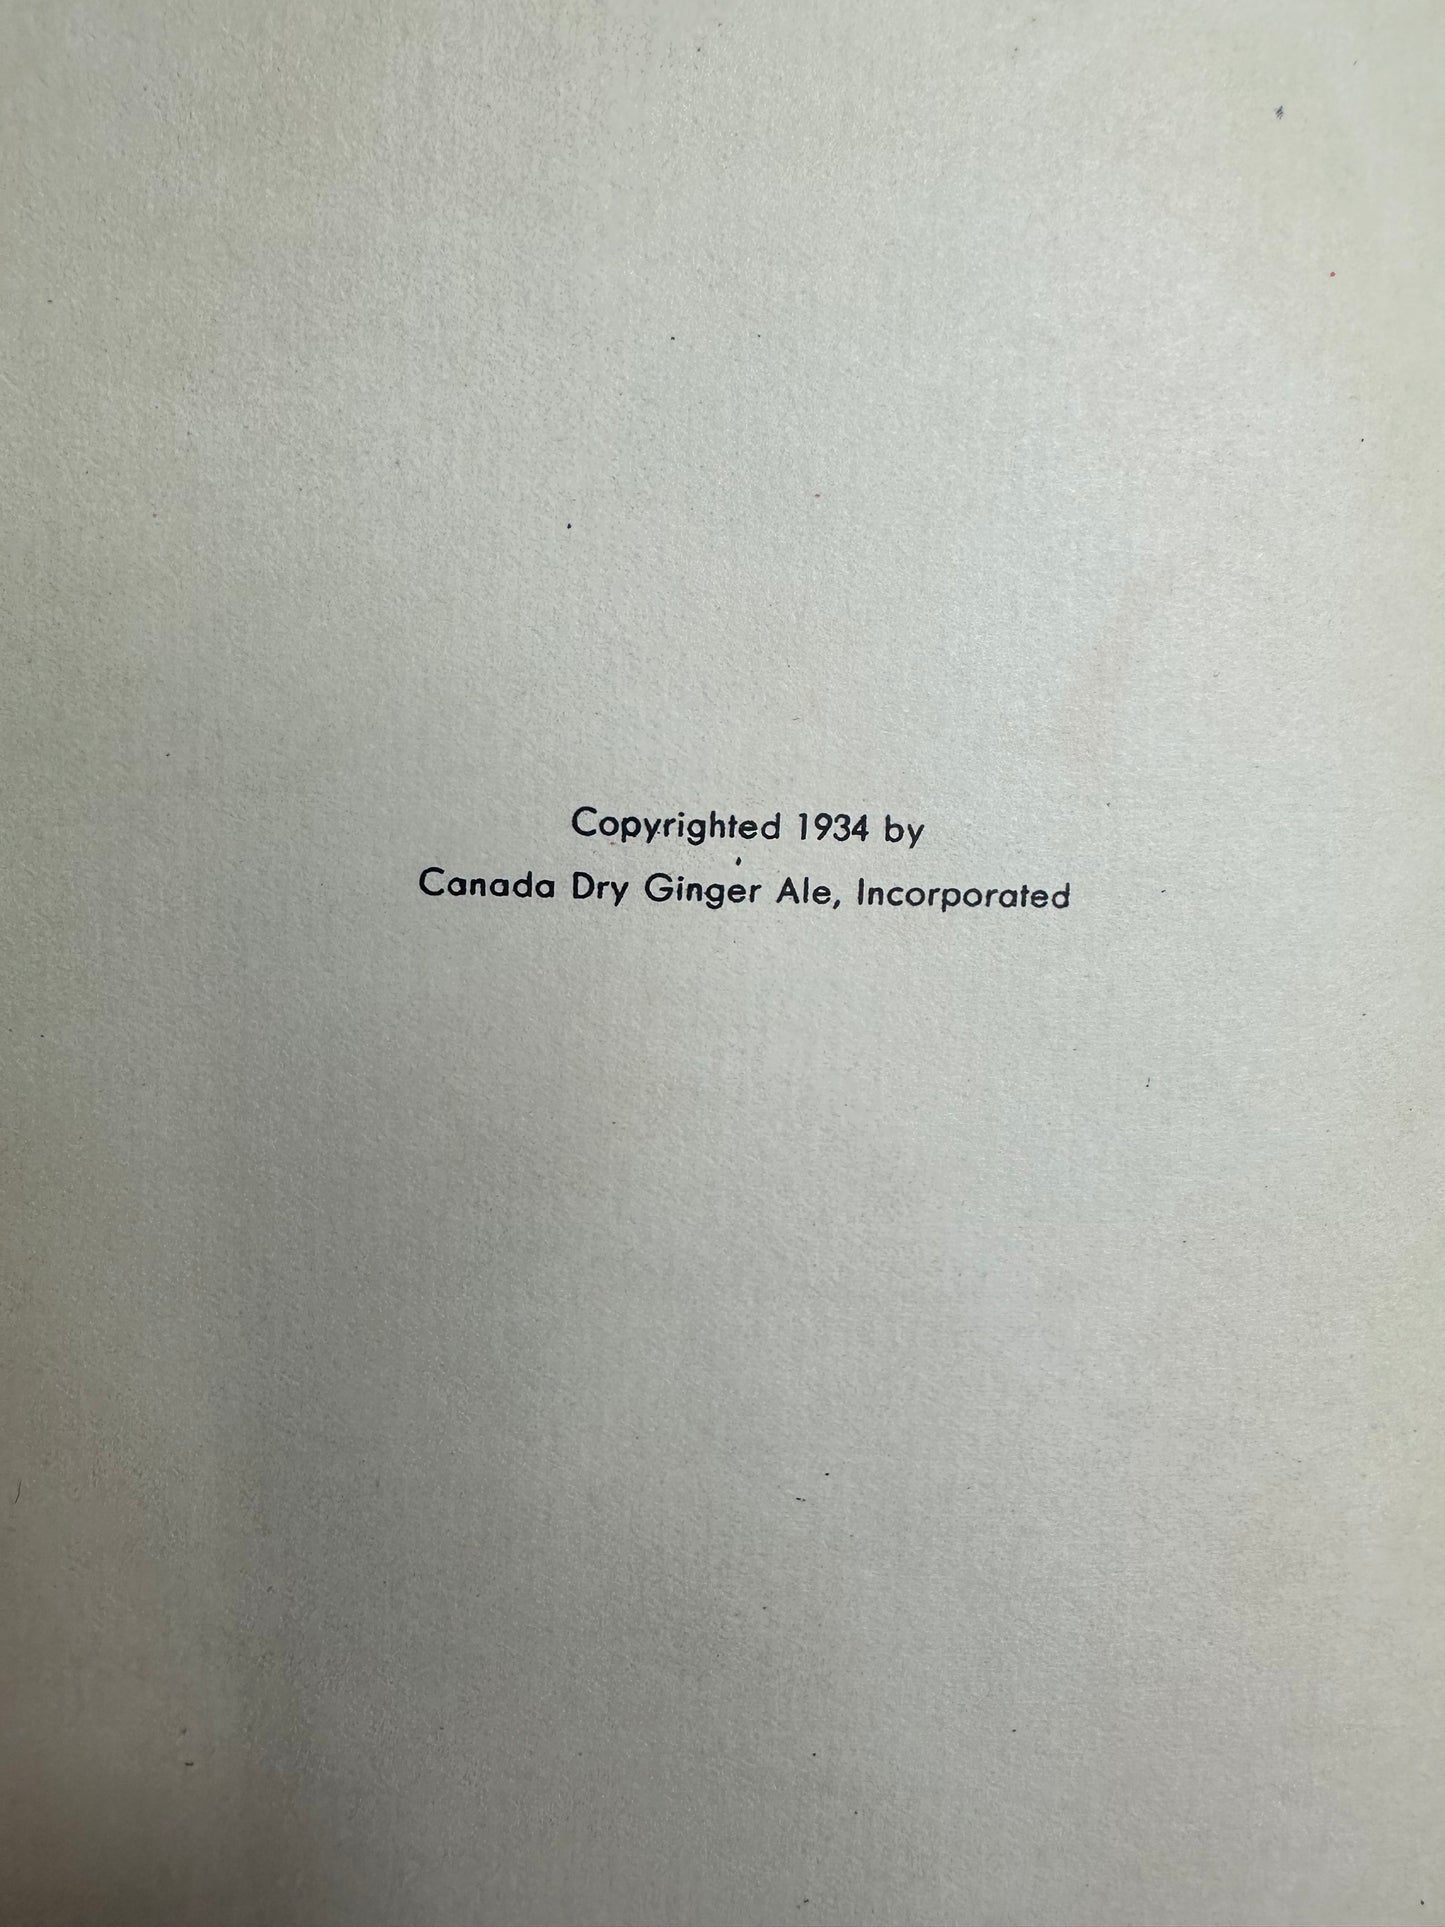 Copyrighted 1934 by
Canada Dry Ginger Ale, Incorporated